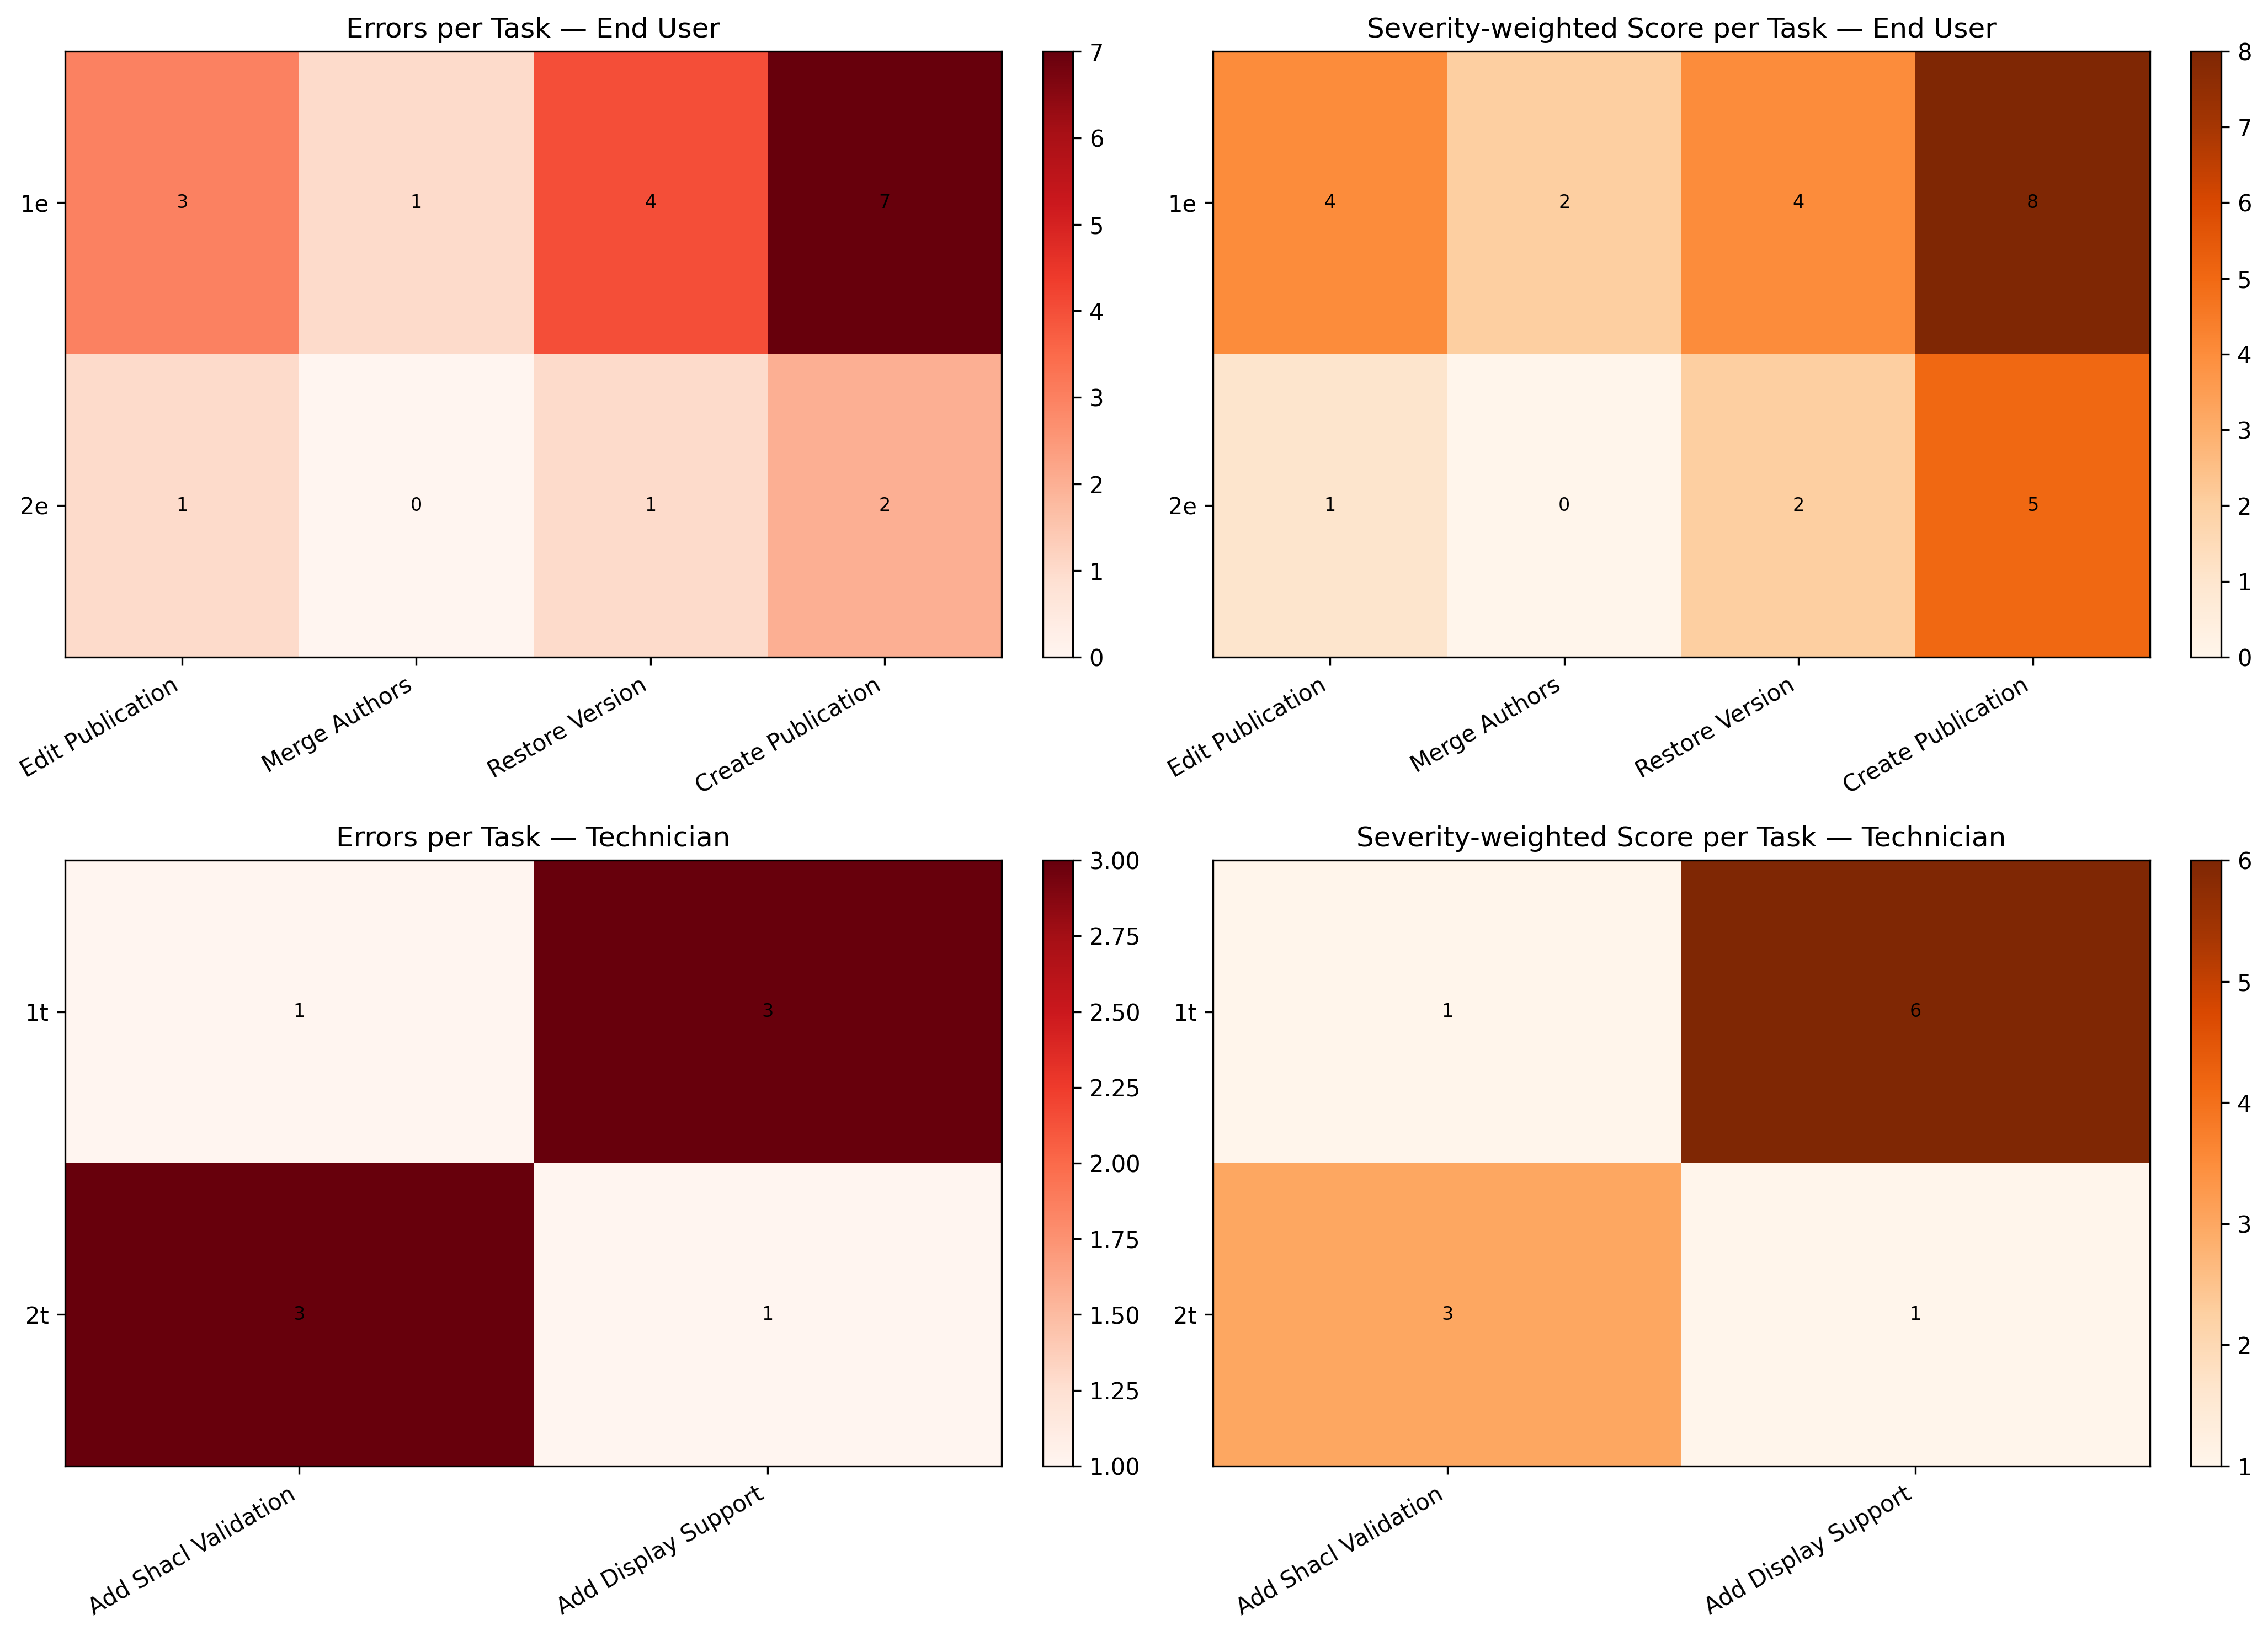 Errors per Task — End User
1e
3
1
4
7
2e
1
0
1
2
Edit Publication
Merge Authors
Restore Version
Create Publication
7
6
5
4
3
2
1
0
Severity-weighted Score per Task — End User
1e
4
2
4
8
2e
1
0
2
5
Edit Publication
Merge Authors
Restore Version
Create Publication
8
7
6
5
4
3
2
1
0
Errors per Task — Technician
1t
1
3
2t
3
1
Add Shacl Validation
Add Display Support
3.00
2.75
2.50
2.25
2.00
1.75
1.50
1.25
1.00
Severity-weighted Score per Task — Technician
1t
1
6
2t
3
1
Add Shacl Validation
Add Display Support
6
5
4
3
2
1